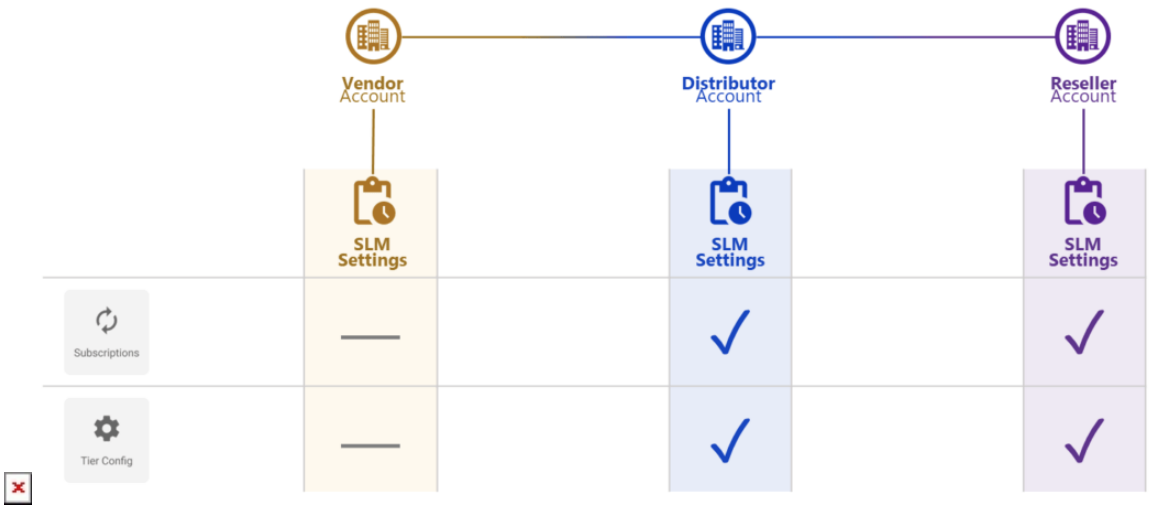 Vendor
Account
Distributor
Account
Reseller
Account
SLM
Settings
SLM
Settings
SLM
Settings
Subscriptions
Tier Config